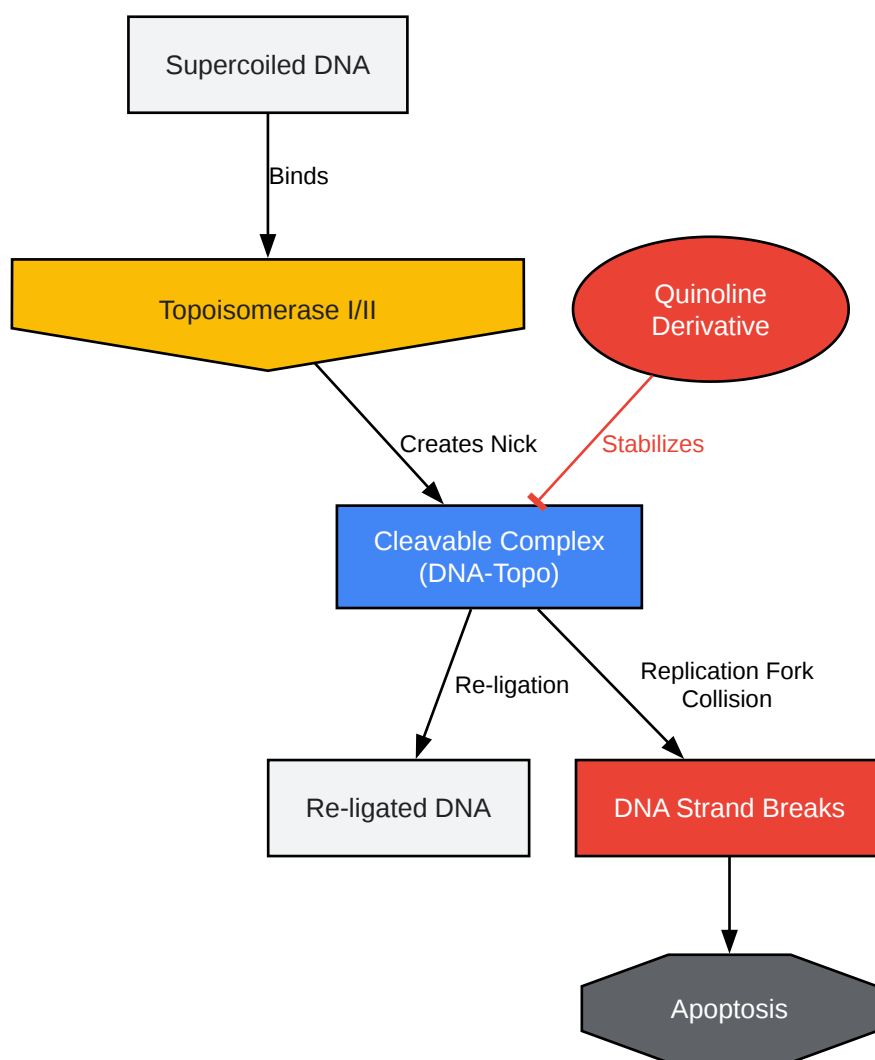 Supercoiled DNA
Binds
Topoisomerase I/II
Quinoline
Derivative
Creates Nick
Stabilizes
Cleavable Complex
(DNA-Topo)
Re-ligation
Replication Fork
Collision
Re-ligated DNA
DNA Strand Breaks
Apoptosis